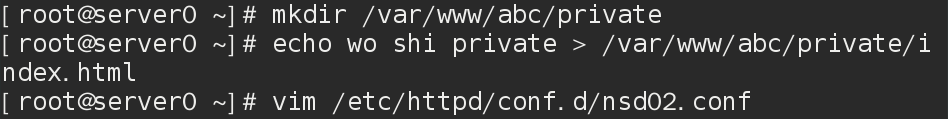 [ root@server0 ~]# mkdir /var/www/abc/private
[ root@server0 ~]# echo wo shi private > /var/www/abc/private/i
ndex.html
[ root@server0 ~]# vim /etc/httpd/conf.d/nsd02.conf